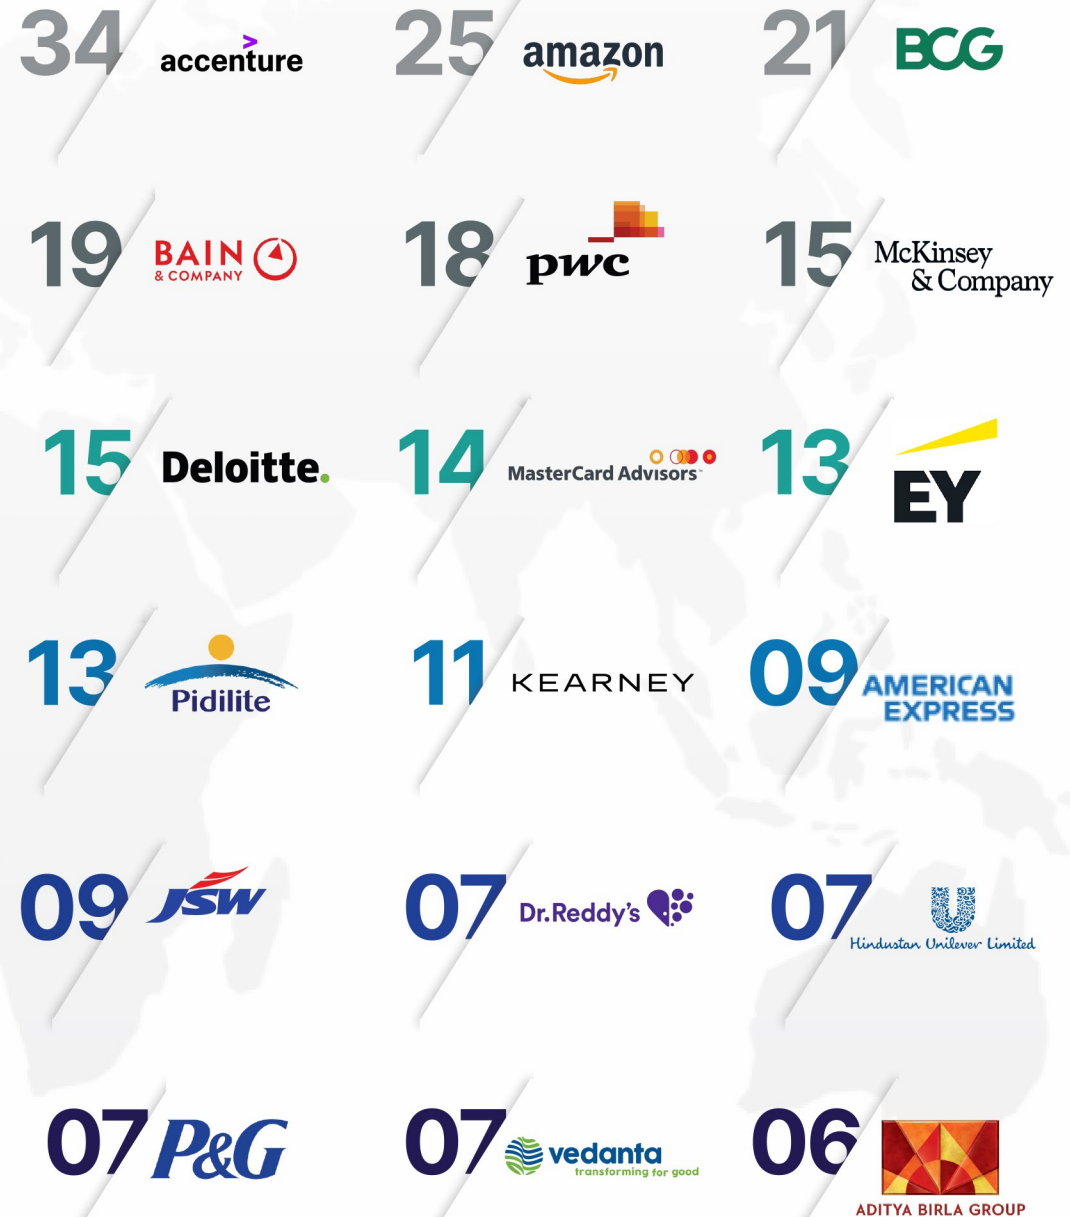 34 accenture
25 amazon
21 BCG
19 BAIN
& COMPANY
18 pwc
15 McKinsey
& Company
15 Deloitte.
14 MasterCard Advisors
13 EY
13 Pidilite
11 KEARNEY
09 AMERICAN
EXPRESS
09 JSW
07 Dr.Reddy's
07 U
Hindustan Unilever Limited
07 P&G
07 vedanta
transforming for good
06
ADITYA BIRLA GROUP